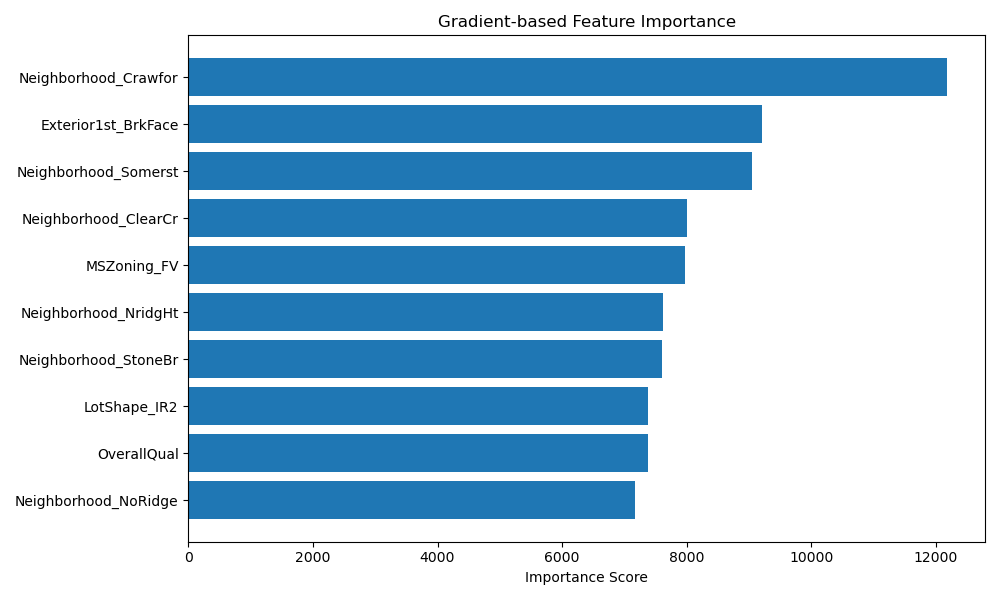 Gradient-based Feature Importance
Neighborhood_Crawfor
Exterior1st_BrkFace
Neighborhood_Somerst
Neighborhood_ClearCr
MSZoning_FV
Neighborhood_NridgHt
Neighborhood_StoneBr
LotShape_IR2
OverallQual
Neighborhood_NoRidge
0 2000 4000 6000 8000 10000 12000
Importance Score